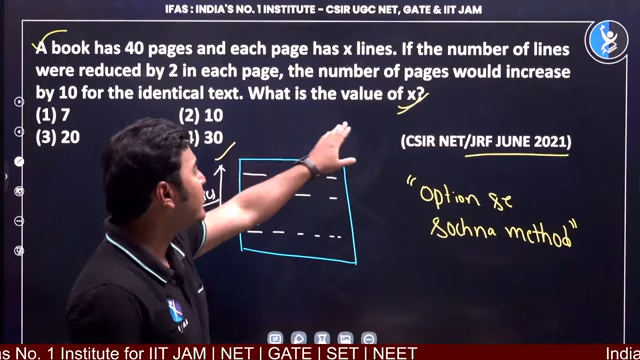 IFAS: INDIA'S NO. 1 INSTITUTE - CSIR UGC NET, GATE & IIT JAM
A book has 40 pages and each page has x lines. If the number of lines
were reduced by 2 in each page, the number of pages would increase
by 10 for the identical text. What is the value of x?
(1) 7 (2) 10
(3) 20 4) 30
(CSIR NET/JRF JUNE 2021)
"Option se
sochna method"
IFAS
as No. 1 Institute for IIT JAM | NET | GATE | SET | NEET India